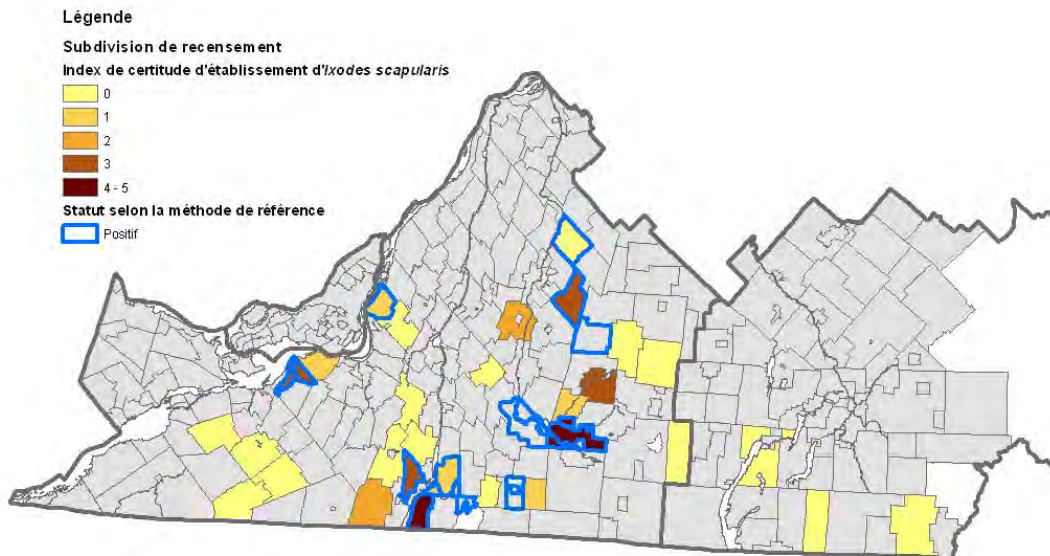 Légende
Subdivision de recensement
Index de certitude d'établissement d'Ixodes scapularis
0
1
2
3
4 - 5
Statut selon la méthode de référence
Positif